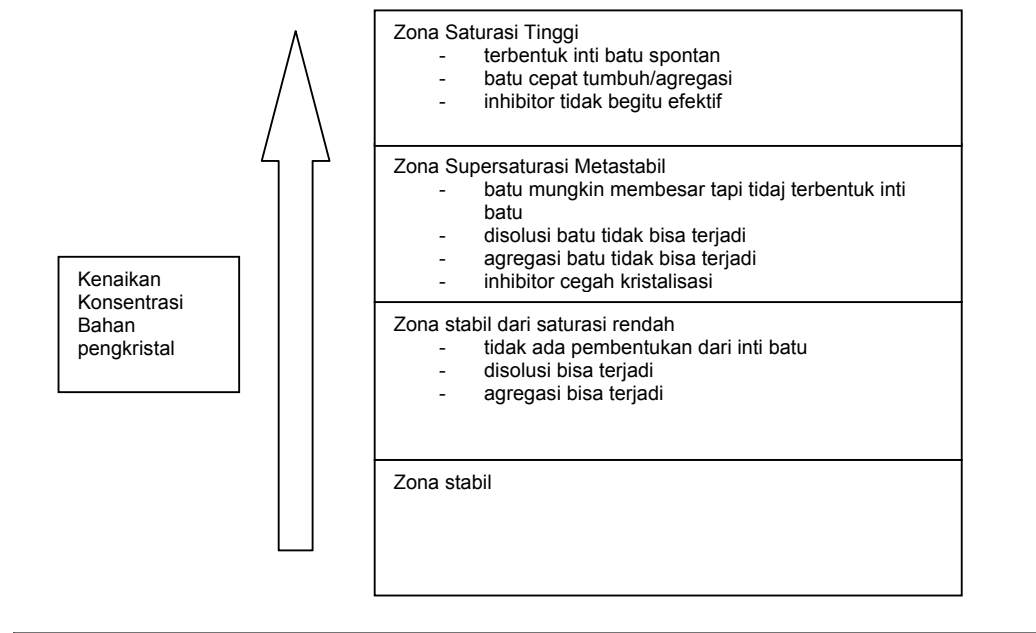 Zona Saturasi Tinggi
- terbentuk inti batu spontan
- batu cepat tumbuh/agregasi
- inhibitor tidak begitu efektif
Zona Supersaturasi Metastabil
- batu mungkin membesar tapi tidaj terbentuk inti
batu
- disolusi batu tidak bisa terjadi
- agregasi batu tidak bisa terjadi
- inhibitor cegah kristalisasi
Kenaikan
Konsentrasi
Bahan
pengkristal
Zona stabil dari saturasi rendah
- tidak ada pembentukan dari inti batu
- disolusi bisa terjadi
- agregasi bisa terjadi
Zona stabil